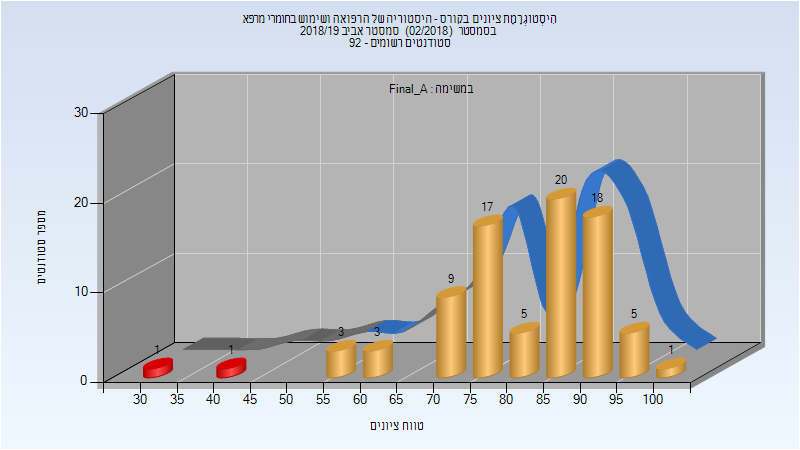 הִיסְטוֹגְרָמַת ציונים בקורס - היסטוריה של הרפואה ושימוש בחומרי מרפא
בסמסטר (02/2018) סמסטר אביב 2018/19
סטודנטים רשומים - 92
במשימה : Final_A
30
20
10
0
מספר סטודנטים
1
1
3
3
9
17
5
20
18
5
1
30 35 40 45 50 55 60 65 70 75 80 85 90 95 100
טווח ציונים